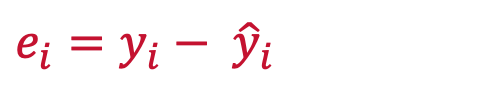 eᵢ = yᵢ − ŷᵢ